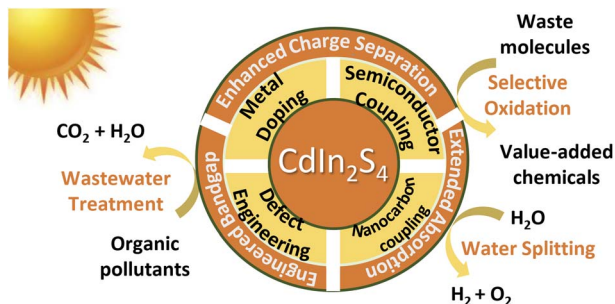 Enhanced Charge Separation
Metal
Doping
Semiconductor
Coupling
CdIn₂S₄
Defect
Engineering
Nanocarbon
coupling
Engineered Bandgap
Extended Absorption
Waste
molecules
Selective
Oxidation
Value-added
chemicals
CO₂ + H₂O
Wastewater
Treatment
Organic
pollutants
H₂O
Water Splitting
H₂ + O₂